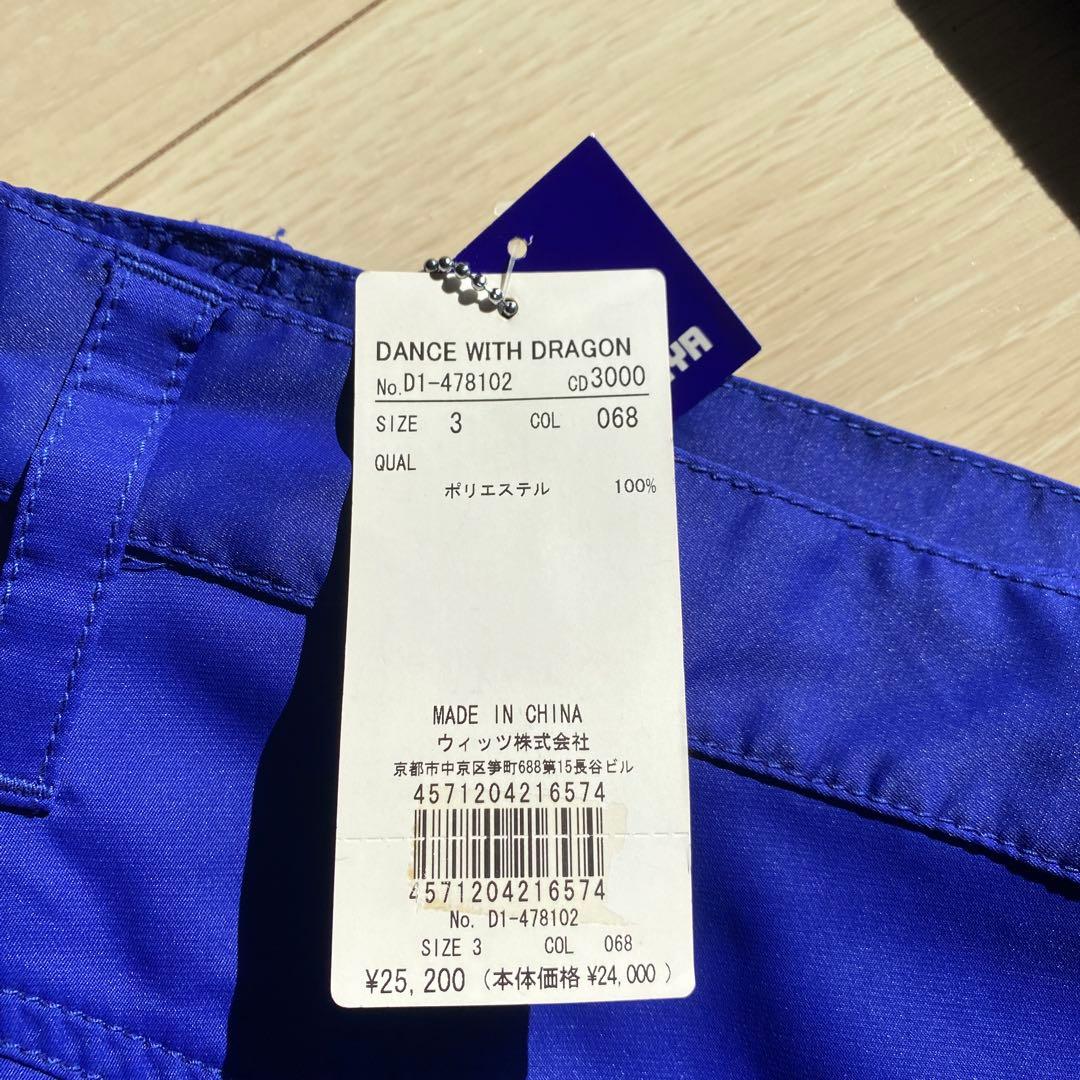 DANCE WITH DRAGON
No.D1-478102 CD3000
SIZE 3 COL 068
QUAL
ポリエステル 100%
MADE IN CHINA
ウィッツ株式会社
京都市中京区笋町688第15長谷ビル
4571204216574
4571204216574
No. D1-478102
SIZE 3 COL 068
¥25,200 (本体価格 ¥24,000 )